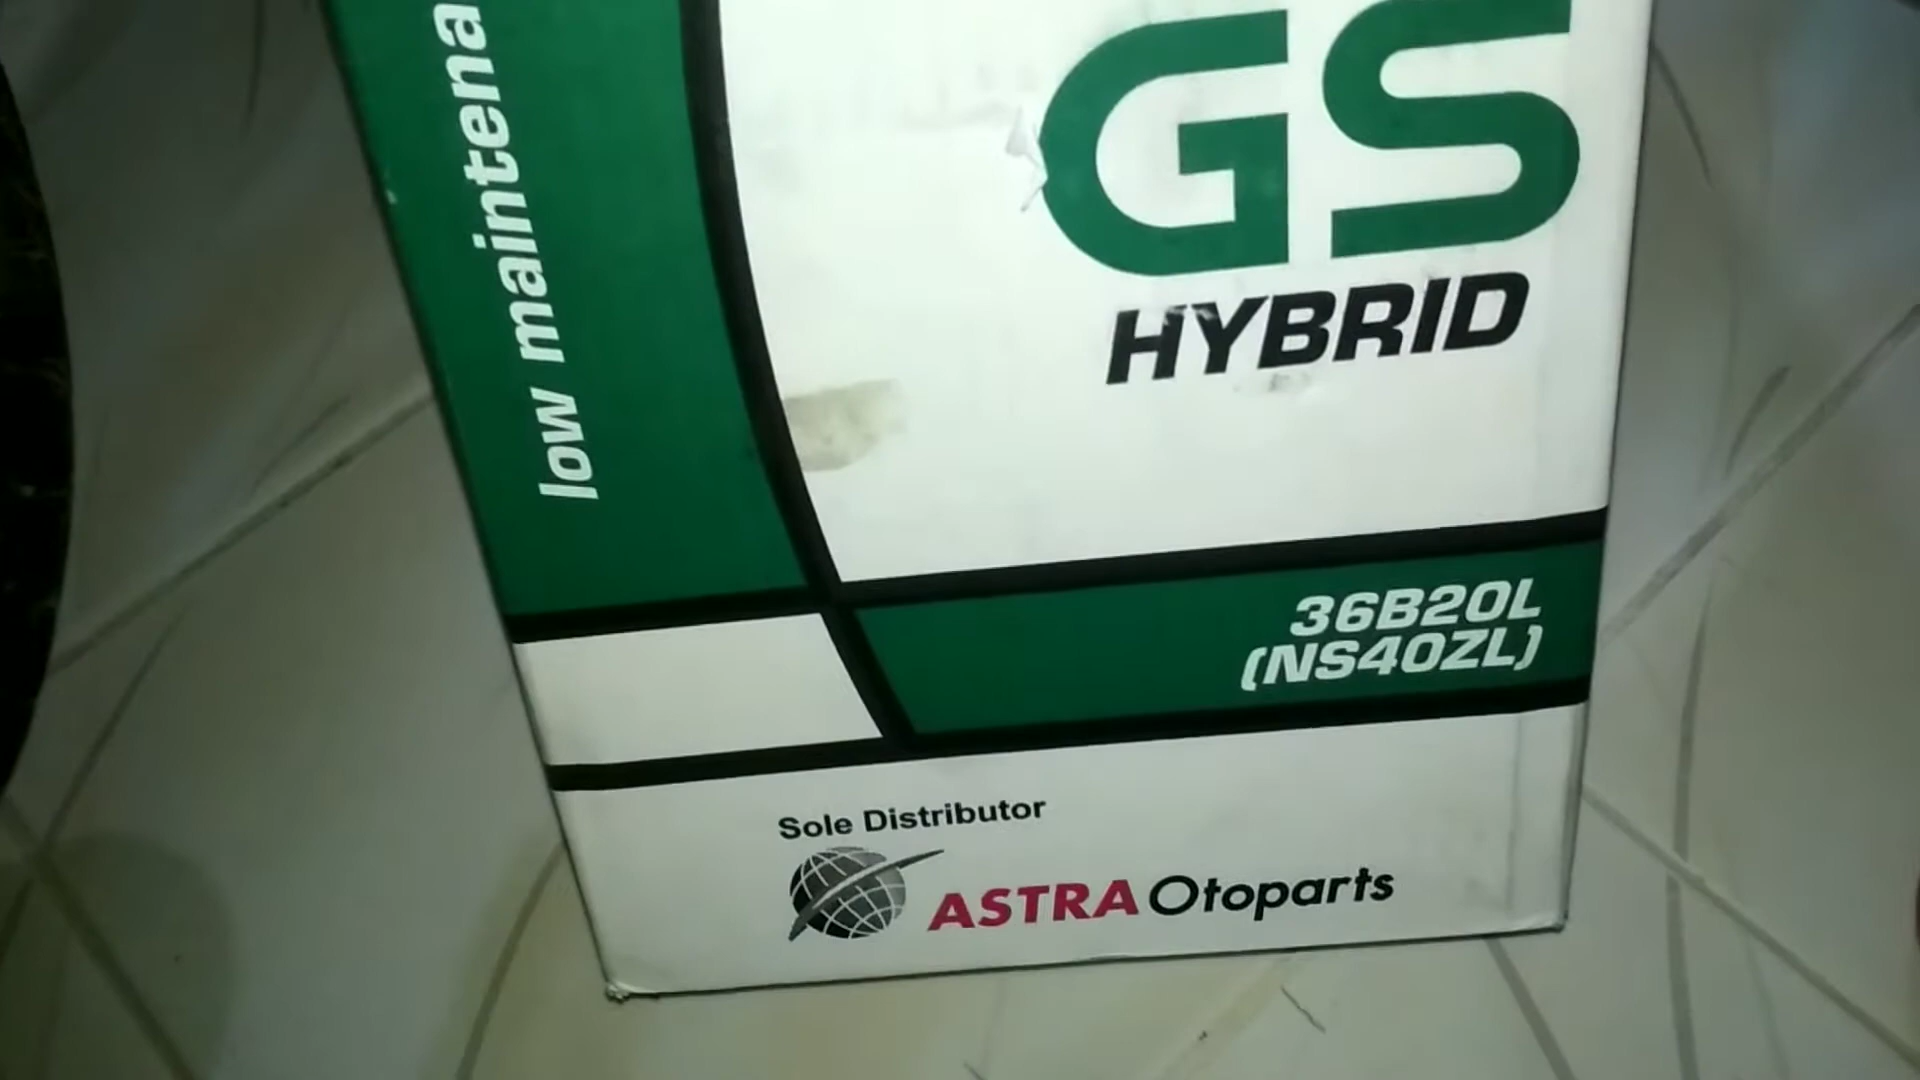 low maintena
GS
HYBRID
36B20L
(NS40ZL)
Sole Distributor
ASTRA Otoparts